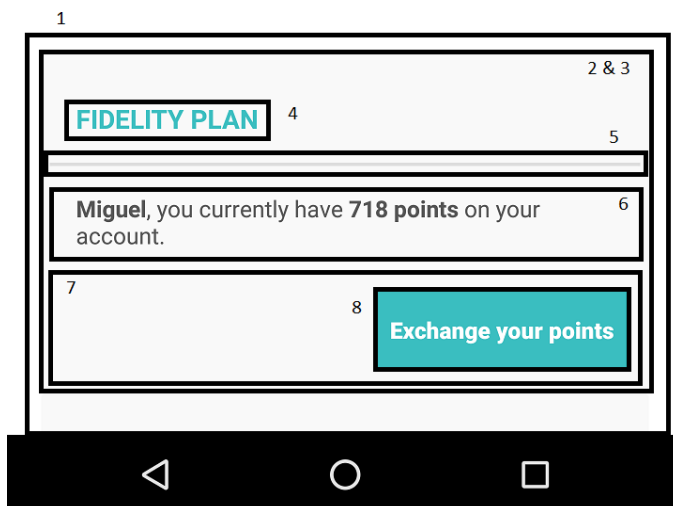 1
2 & 3
FIDELITY PLAN
4
5
Miguel, you currently have 718 points on your
account.
6
7
8
Exchange your points